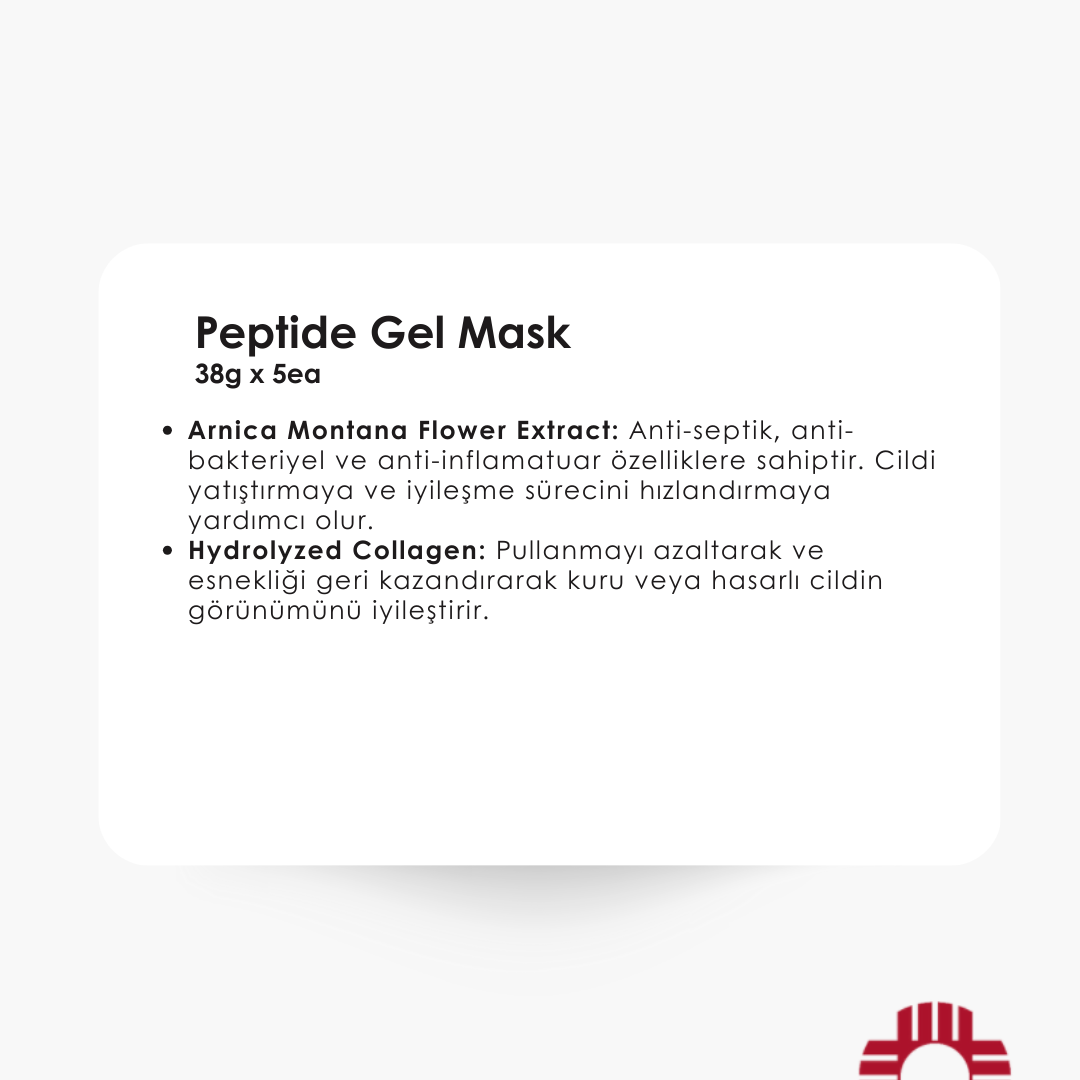 Peptide Gel Mask
38g x 5ea
• Arnica Montana Flower Extract: Anti-septik, anti-
bakteriyel ve anti-inflamatuar özelliklere sahiptir. Cildi
yatıştırmaya ve iyileşme sürecini hızlandırmaya
yardımcı olur.
• Hydrolyzed Collagen: Pullanmayı azaltarak ve
esnekliği geri kazandırarak kuru veya hasarlı cildin
görünümünü iyileştirir.